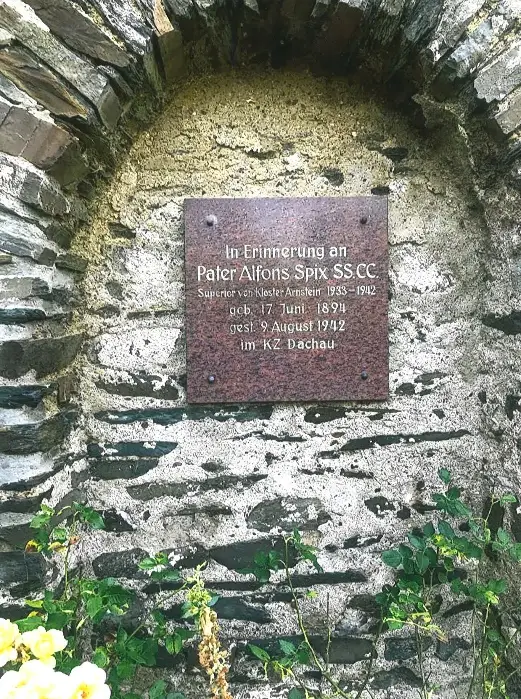 In Erinnerung an
Pater Alfons Spix SS.CC.
Superior von Kloster Arnstein 1933-1942
geb. 17. Juni 1894
gest. 9. August 1942
im KZ Dachau